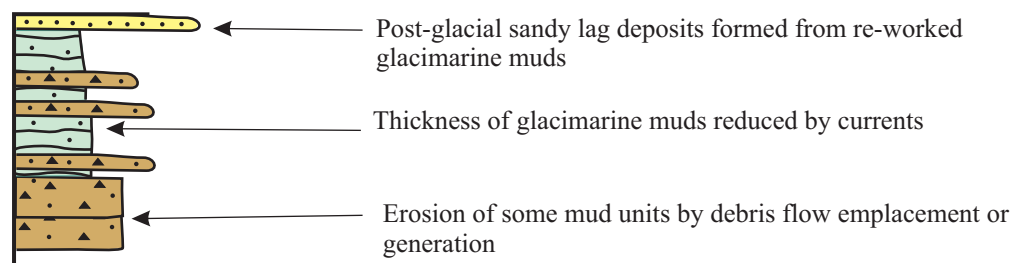 Post-glacial sandy lag deposits formed from re-worked
glacimarine muds
Thickness of glacimarine muds reduced by currents
Erosion of some mud units by debris flow emplacement or
generation